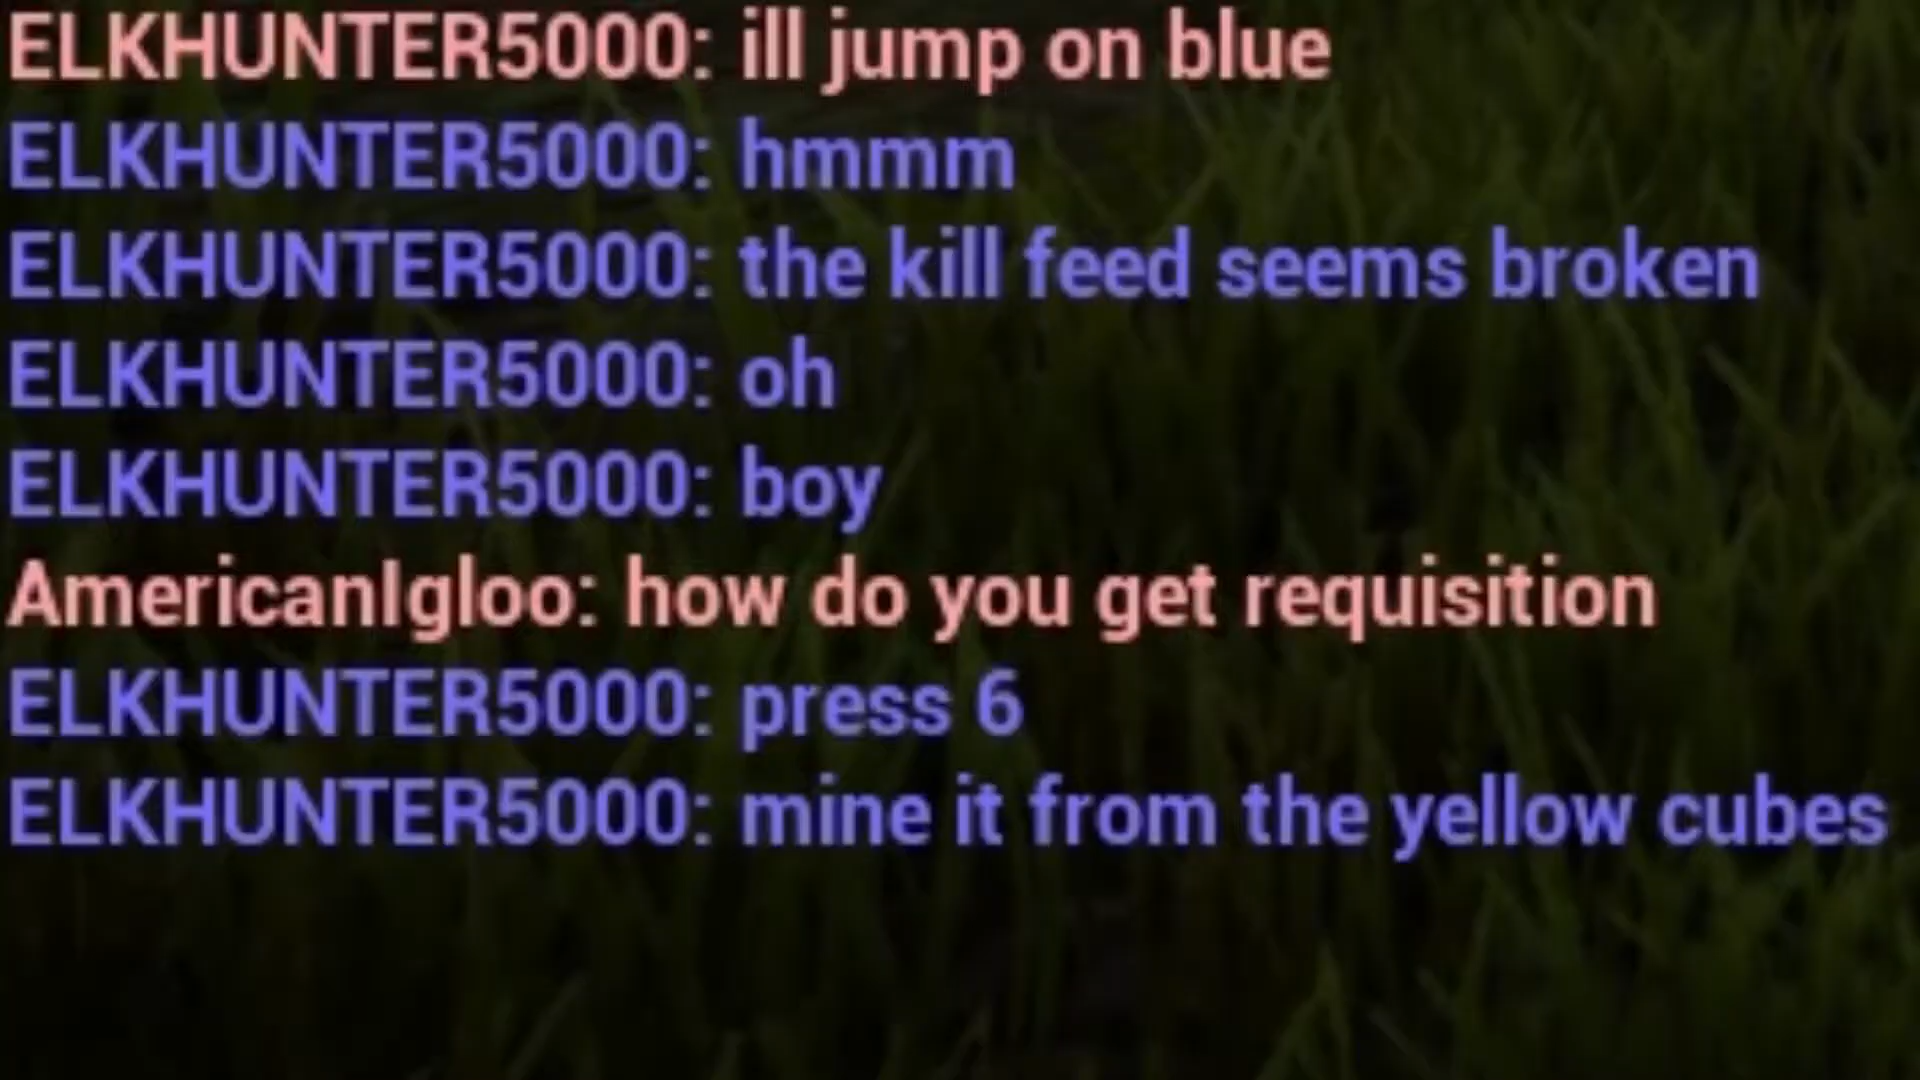 ELKHUNTER5000: ill jump on blue
ELKHUNTER5000: hmmm
ELKHUNTER5000: the kill feed seems broken
ELKHUNTER5000: oh
ELKHUNTER5000: boy
AmericanIgloo: how do you get requisition
ELKHUNTER5000: press 6
ELKHUNTER5000: mine it from the yellow cubes